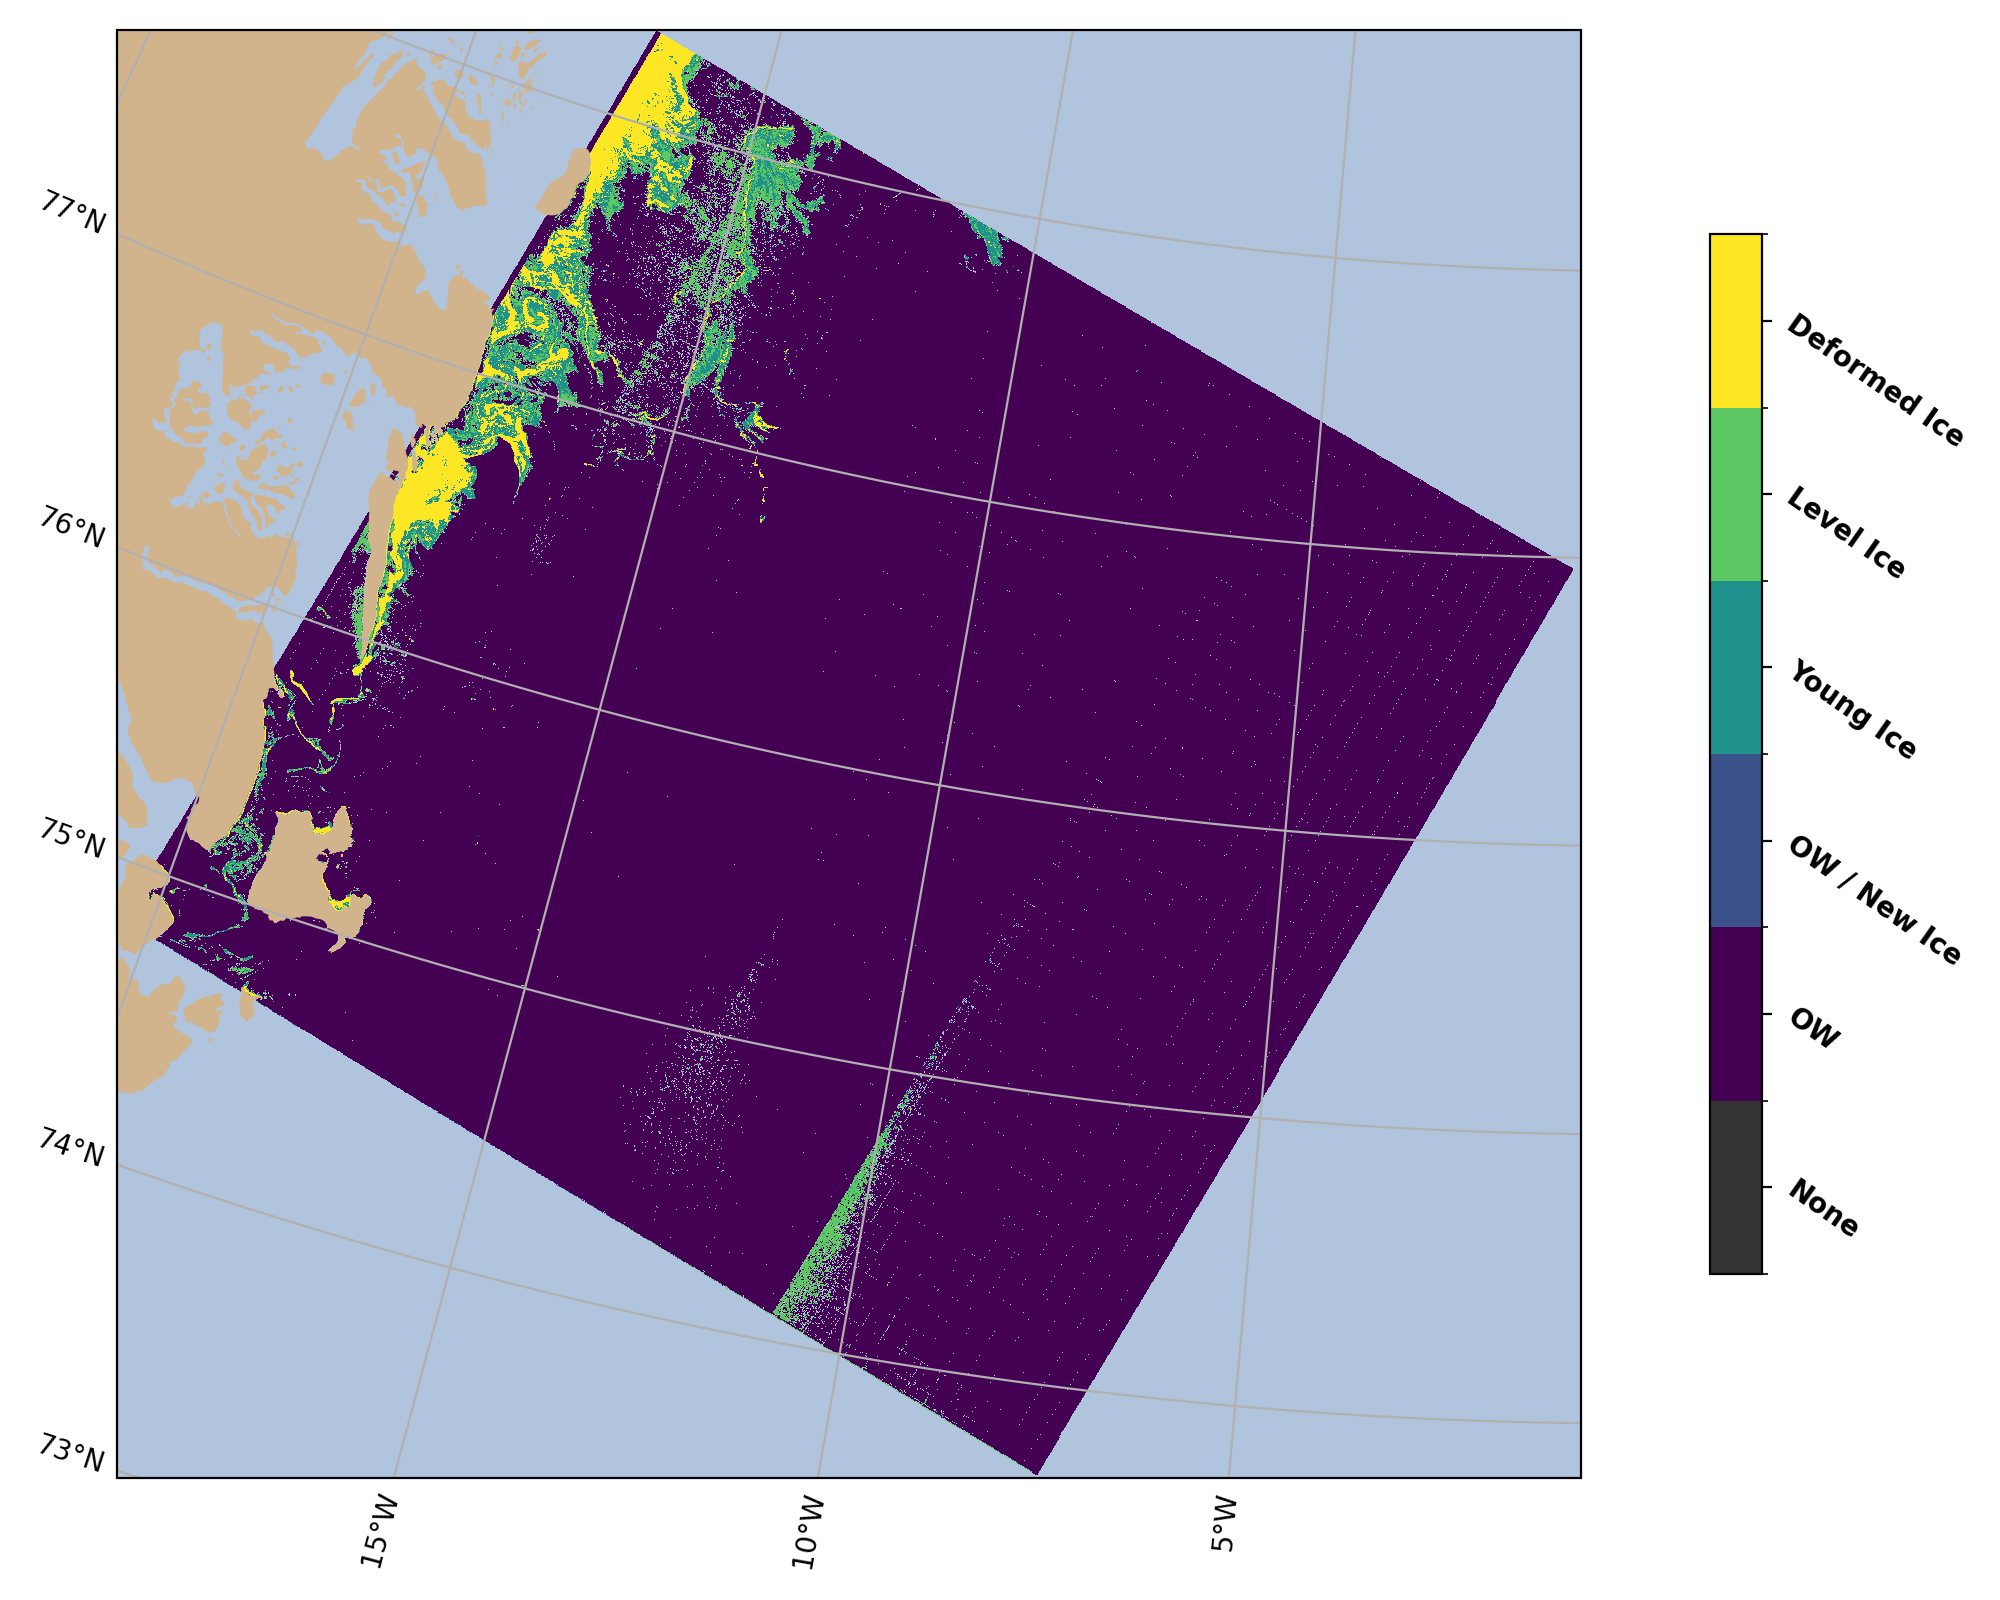 77°N
76°N
75°N
74°N
73°N
15°W
10°W
5°W
Deformed Ice
Level Ice
Young Ice
OW / New Ice
OW
None